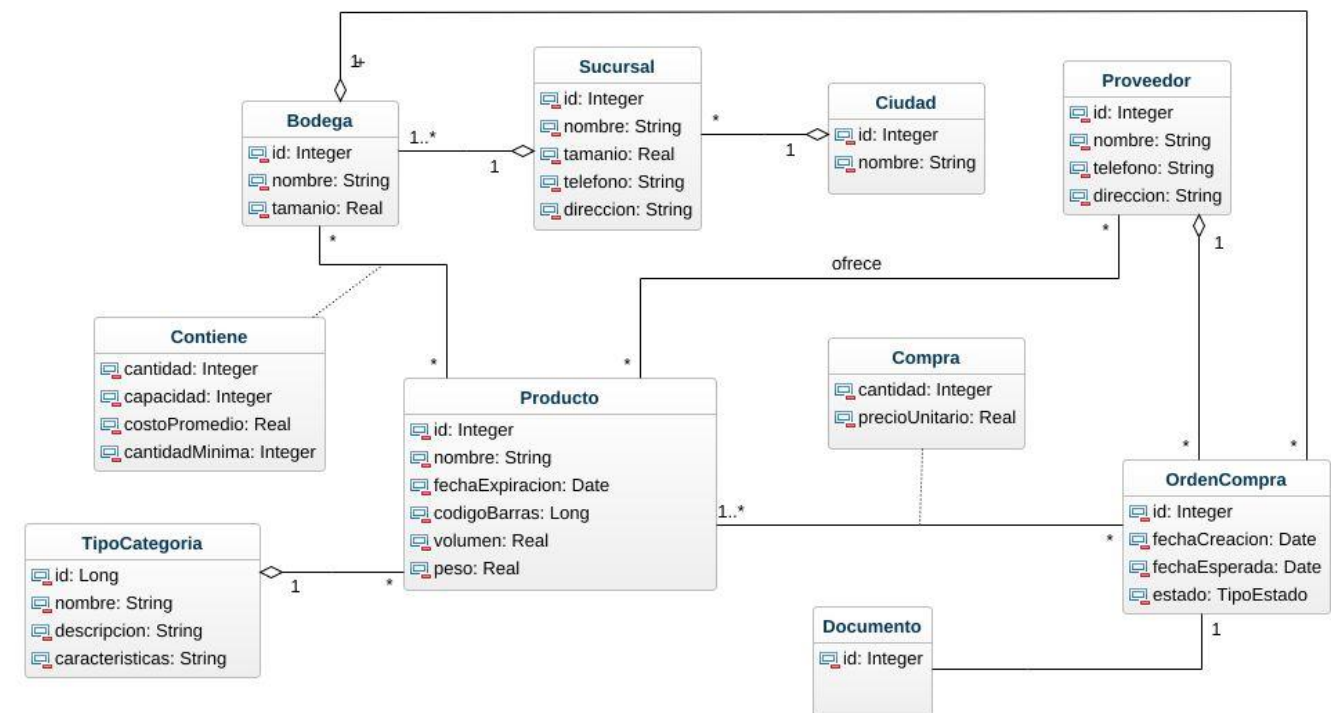 1+
Bodega
id: Integer
nombre: String
tamanio: Real
1..*
1
*
Sucursal
id: Integer
nombre: String
tamanio: Real
telefono: String
direccion: String
*
1
Ciudad
id: Integer
nombre: String
Proveedor
id: Integer
nombre: String
telefono: String
direccion: String
*
1
ofrece
Contiene
cantidad: Integer
capacidad: Integer
costoPromedio: Real
cantidadMinima: Integer
*
*
Producto
id: Integer
nombre: String
fechaExpiracion: Date
codigoBarras: Long
volumen: Real
peso: Real
Compra
cantidad: Integer
precioUnitario: Real
*
*
OrdenCompra
id: Integer
fechaCreacion: Date
fechaEsperada: Date
estado: TipoEstado
1..*
*
1
TipoCategoria
id: Long
nombre: String
descripcion: String
caracteristicas: String
1
*
Documento
id: Integer